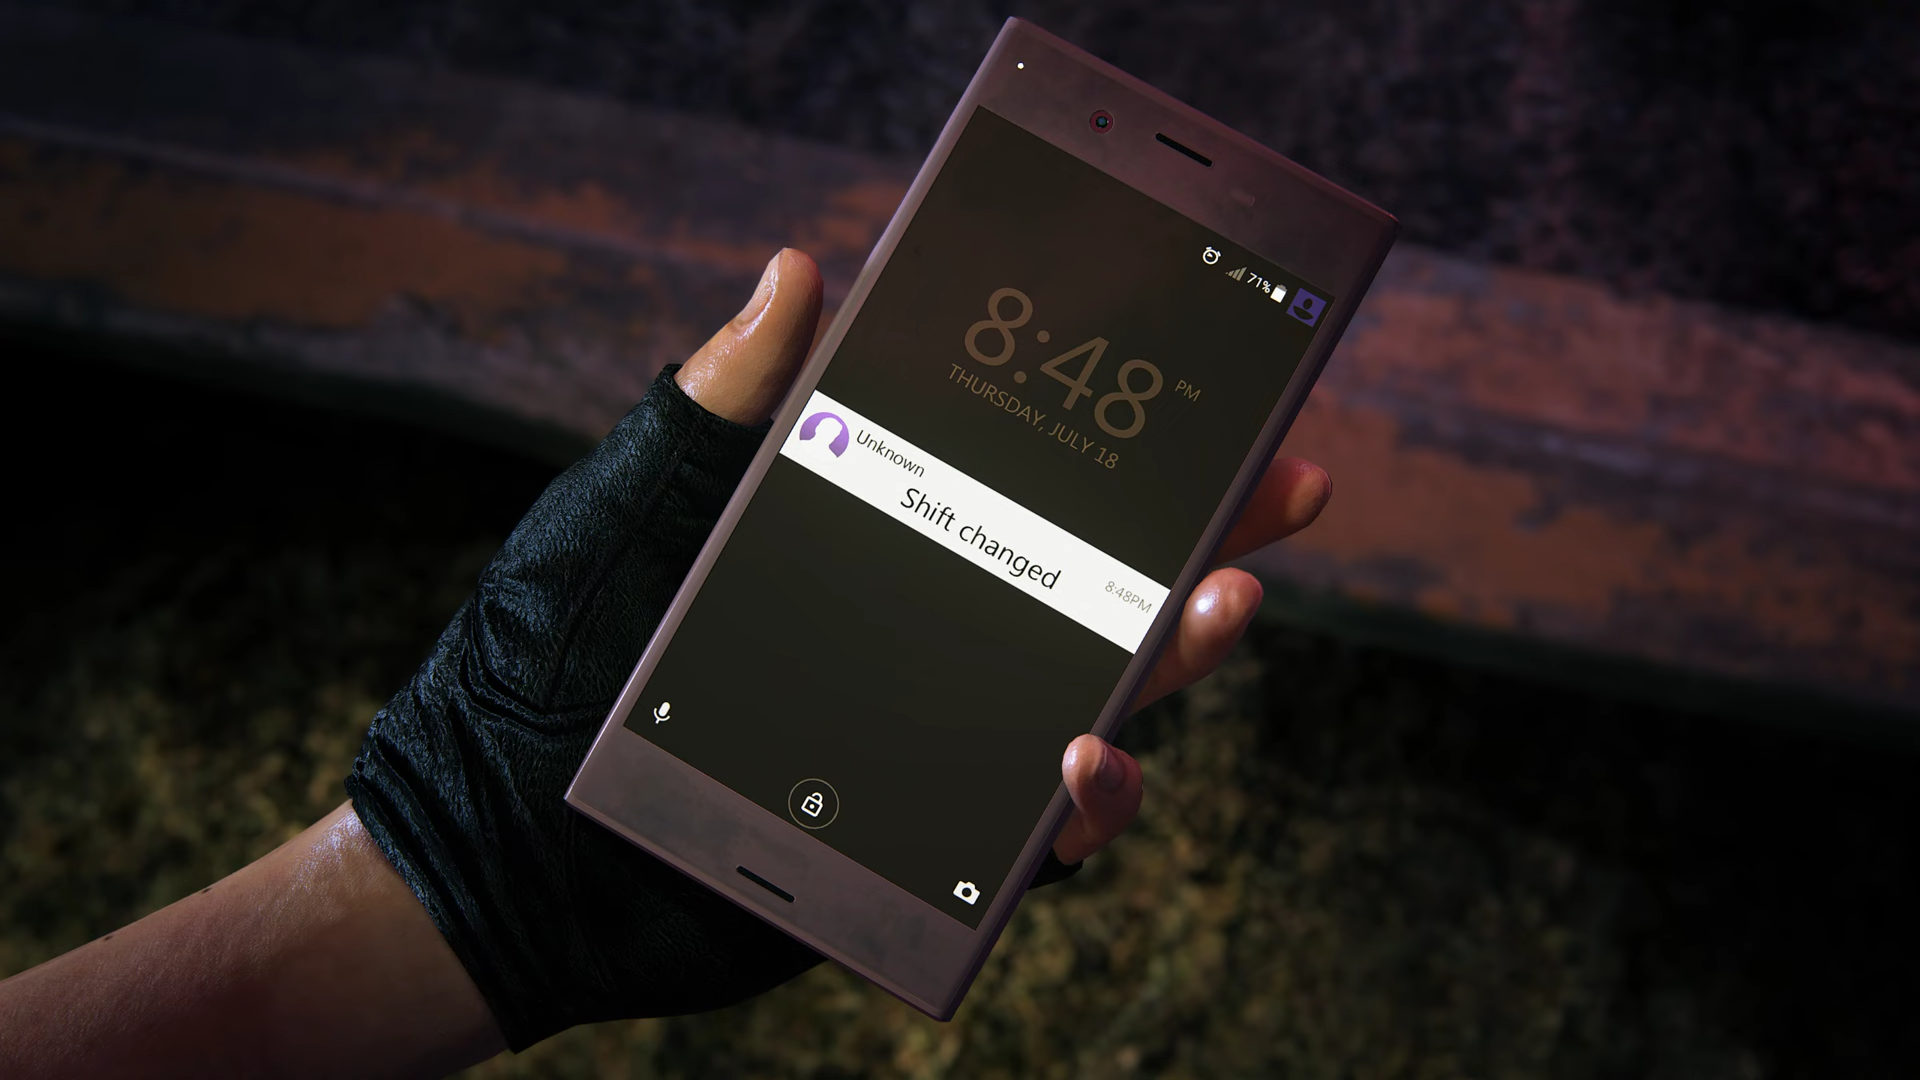 71%
8:48 PM
THURSDAY, JULY 18
Unknown
Shift changed
8:48PM